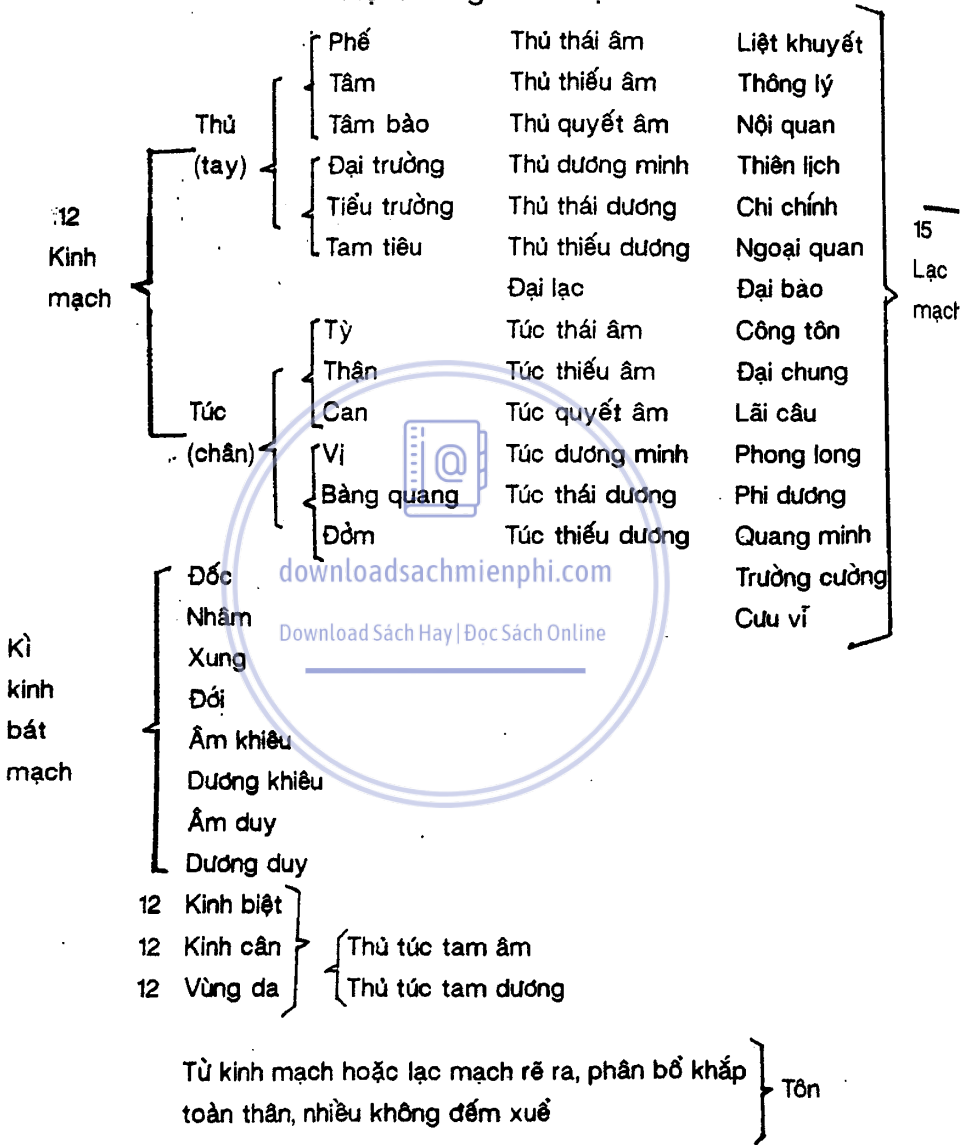 Phế Thủ thái âm Liệt khuyết
Tâm Thủ thiếu âm Thông lý
Thủ Tâm bào Thủ quyết âm Nội quan
(tay) Đại trường Thủ dương minh Thiên lịch
Tiểu trường Thủ thái dương Chi chính
12 Tam tiêu Thủ thiếu dương Ngoại quan 15
Kinh Đại lạc Đại bào Lạc
mạch mạch
Tỳ Túc thái âm Công tôn
Thận Túc thiếu âm Đại chung
Túc Can Túc quyết âm Lãi câu
(chân) Vị Túc dương minh Phong long
Bàng quang Túc thái dương Phi dương
Đởm Túc thiếu dương Quang minh
Đốc downloadsachmienphi.com Trường cường
Nhâm Download Sách Hay | Đọc Sách Online Cưu vĩ
Kì Xung
kinh Đới
bát Âm khiêu
mạch Dương khiêu
Âm duy
Dương duy
12 Kinh biệt
12 Kinh cân Thủ túc tam âm
12 Vùng da Thủ túc tam dương
Từ kinh mạch hoặc lạc mạch rẽ ra, phân bổ khắp Tôn
toàn thân, nhiều không đếm xuể